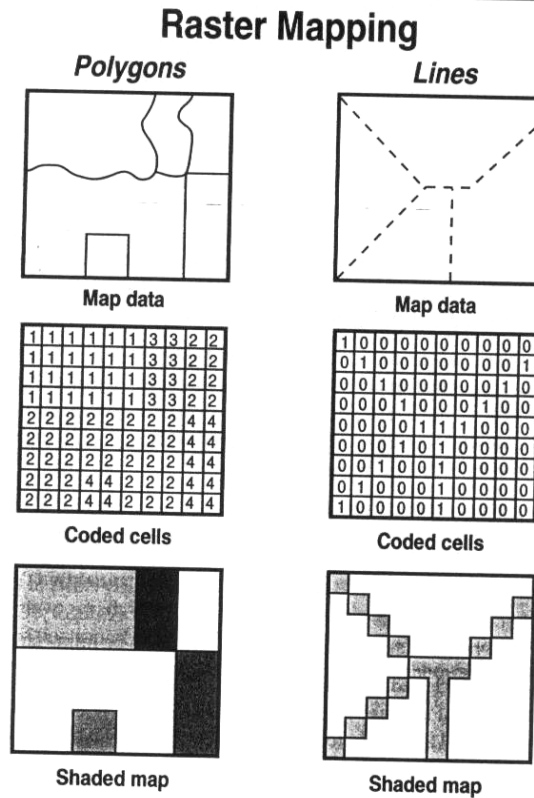 Raster Mapping
Polygons
Lines
Map data
Map data
1 1 1 1 1 1 3 3 2 2
1 1 1 1 1 1 3 3 2 2
1 1 1 1 1 1 3 3 2 2
1 1 1 1 1 1 3 3 2 2
2 2 2 2 2 2 2 2 4 4
2 2 2 2 2 2 2 2 4 4
2 2 2 2 2 2 2 2 4 4
2 2 2 4 4 2 2 2 4 4
2 2 2 4 4 2 2 2 4 4
1 0 0 0 0 0 0 0 0 0
0 1 0 0 0 0 0 0 0 1
0 0 1 0 0 0 0 0 1 0
0 0 0 1 0 0 0 1 0 0
0 0 0 0 1 1 1 0 0 0
0 0 0 1 0 1 0 0 0 0
0 0 1 0 0 1 0 0 0 0
0 1 0 0 0 1 0 0 0 0
1 0 0 0 0 1 0 0 0 0
Coded cells
Coded cells
Shaded map
Shaded map